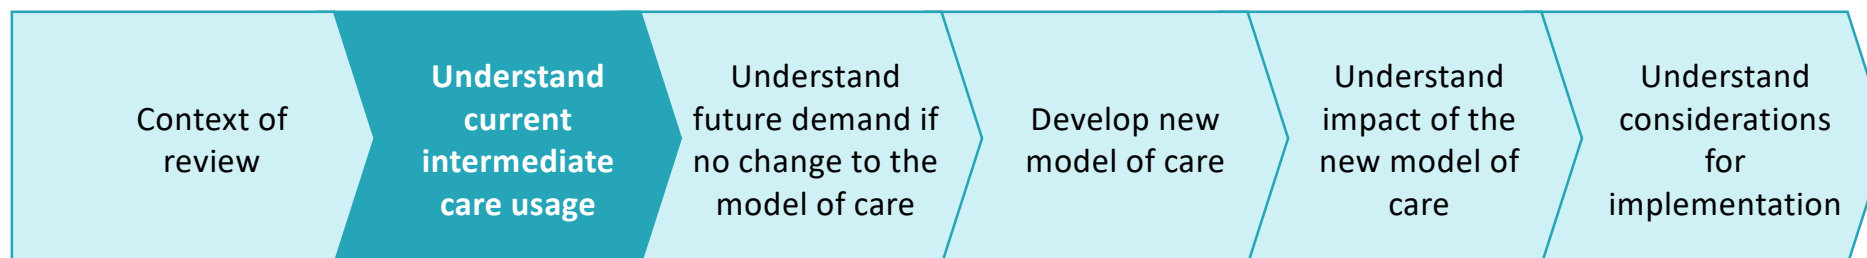 Context of
review
Understand
current
intermediate
care usage
Understand
future demand if
no change to the
model of care
Develop new
model of care
Understand
impact of the
new model of
care
Understand
considerations
for
implementation